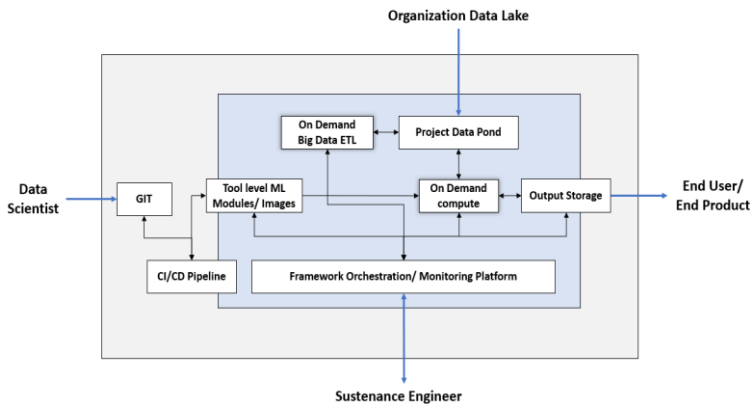 Organization Data Lake
On Demand
Big Data ETL
Project Data Pond
Data
Scientist
GIT
Tool level ML
Modules/ Images
On Demand
compute
Output Storage
End User/
End Product
CI/CD Pipeline
Framework Orchestration/ Monitoring Platform
Sustenance Engineer